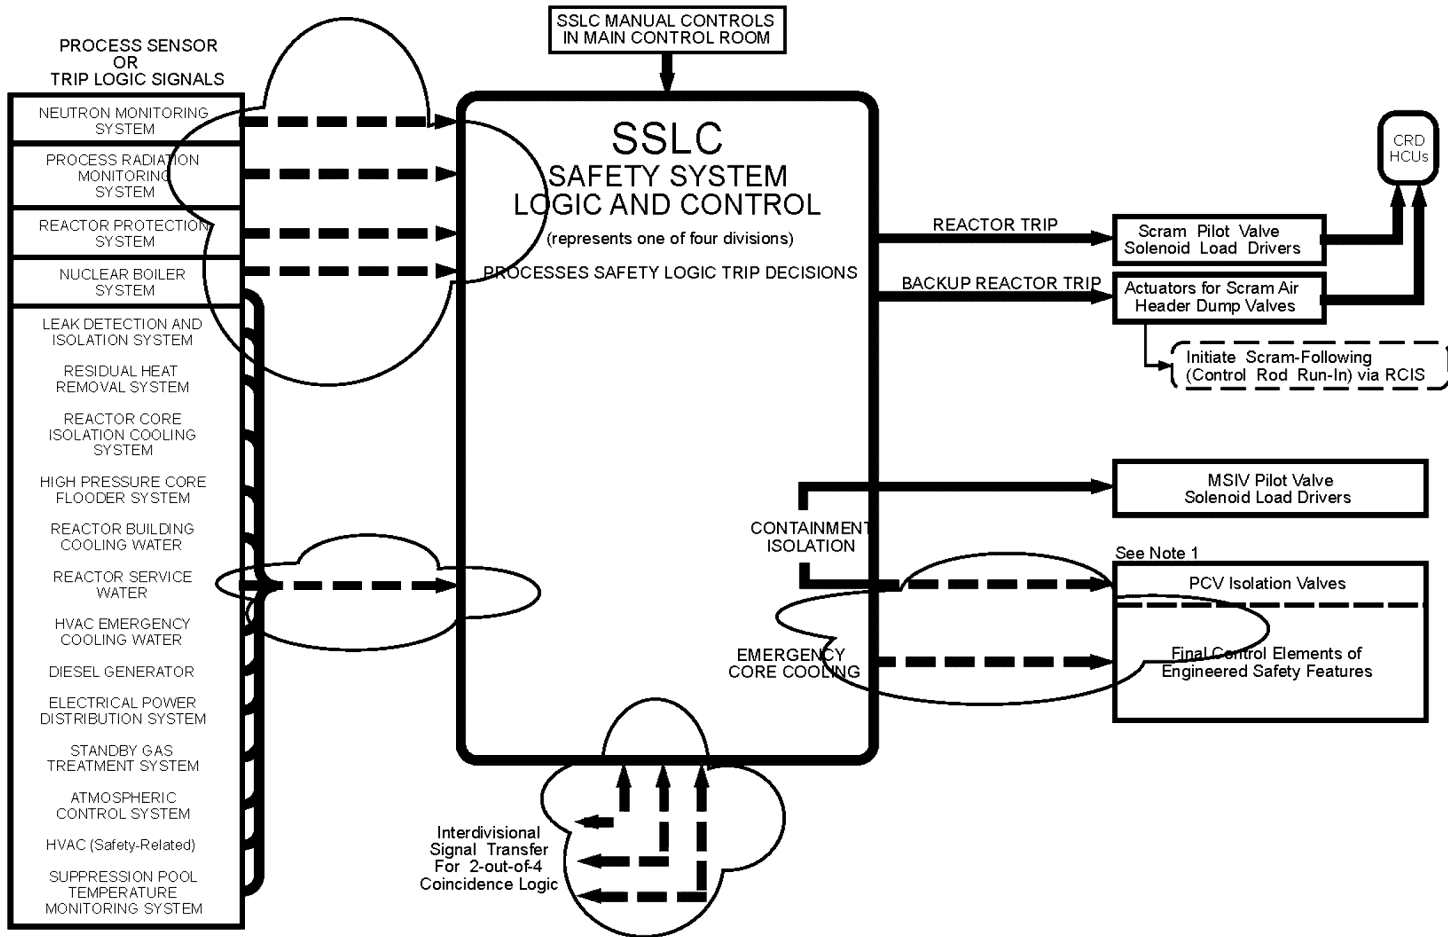 SSLC MANUAL CONTROLS
IN MAIN CONTROL ROOM
PROCESS SENSOR
OR
TRIP LOGIC SIGNALS
NEUTRON MONITORING
SYSTEM
PROCESS RADIATION
MONITORING
SYSTEM
REACTOR PROTECTION
SYSTEM
NUCLEAR BOILER
SYSTEM
LEAK DETECTION AND
ISOLATION SYSTEM
RESIDUAL HEAT
REMOVAL SYSTEM
REACTOR CORE
ISOLATION COOLING
SYSTEM
HIGH PRESSURE CORE
FLOODER SYSTEM
REACTOR BUILDING
COOLING WATER
REACTOR SERVICE
WATER
HVAC EMERGENCY
COOLING WATER
DIESEL GENERATOR
ELECTRICAL POWER
DISTRIBUTION SYSTEM
STANDBY GAS
TREATMENT SYSTEM
ATMOSPHERIC
CONTROL SYSTEM
HVAC (Safety-Related)
SUPPRESSION POOL
TEMPERATURE
MONITORING SYSTEM
SSLC
SAFETY SYSTEM
LOGIC AND CONTROL
(represents one of four divisions)
PROCESSES SAFETY LOGIC TRIP DECISIONS
CONTAINMENT
ISOLATION
EMERGENCY
CORE COOLING
Interdivisional
Signal Transfer
For 2-out-of-4
Coincidence Logic
REACTOR TRIP
BACKUP REACTOR TRIP
CRD
HCUs
Scram Pilot Valve
Solenoid Load Drivers
Actuators for Scram Air
Header Dump Valves
Initiate Scram-Following
(Control Rod Run-In) via RCIS
MSIV Pilot Valve
Solenoid Load Drivers
See Note 1
PCV Isolation Valves
Final Control Elements of
Engineered Safety Features